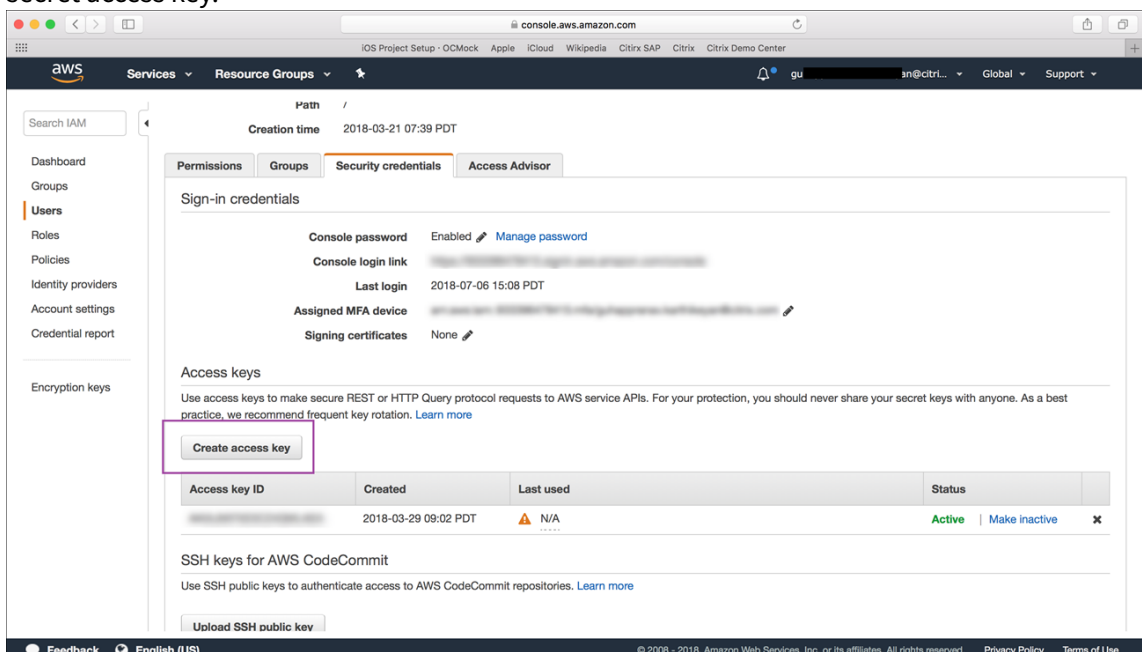 secret access key.
console.aws.amazon.com
iOS Project Setup · OCMock Apple iCloud Wikipedia Citirx SAP Citrix Citrix Demo Center
aws Services Resource Groups gu an@citri... Global Support
Path /
Search IAM
Creation time 2018-03-21 07:39 PDT
Dashboard
Groups
Users
Roles
Policies
Identity providers
Account settings
Credential report
Encryption keys
Permissions Groups Security credentials Access Advisor
Sign-in credentials
Console password Enabled Manage password
Console login link
Last login 2018-07-06 15:08 PDT
Assigned MFA device
Signing certificates None
Access keys
Use access keys to make secure REST or HTTP Query protocol requests to AWS service APIs. For your protection, you should never share your secret keys with anyone. As a best
practice, we recommend frequent key rotation. Learn more
Create access key
Access key ID Created Last used Status
2018-03-29 09:02 PDT N/A Active | Make inactive
SSH keys for AWS CodeCommit
Use SSH public keys to authenticate access to AWS CodeCommit repositories. Learn more
Upload SSH public key
Feedback English (US) © 2008 - 2018, Amazon Web Services, Inc. or its affiliates. All rights reserved. Privacy Policy Terms of Use